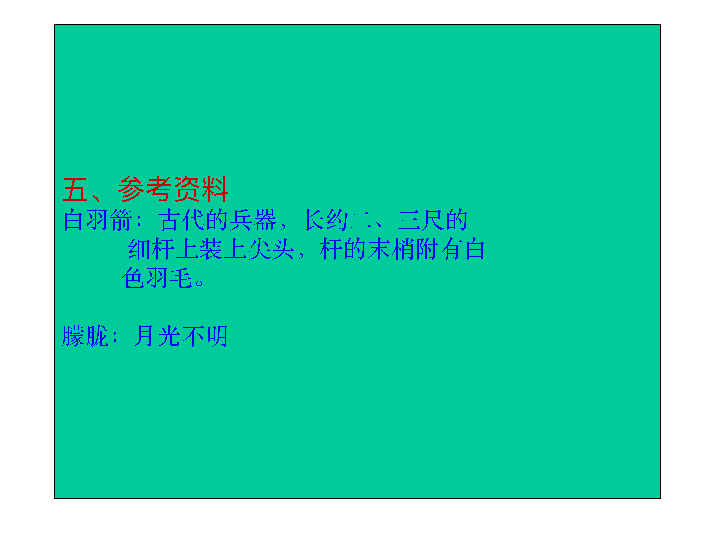 五、参考资料
白羽箭：古代的兵器，长约二、三尺的
细杆上装上尖头，杆的末梢附有白
色羽毛。
朦胧：月光不明